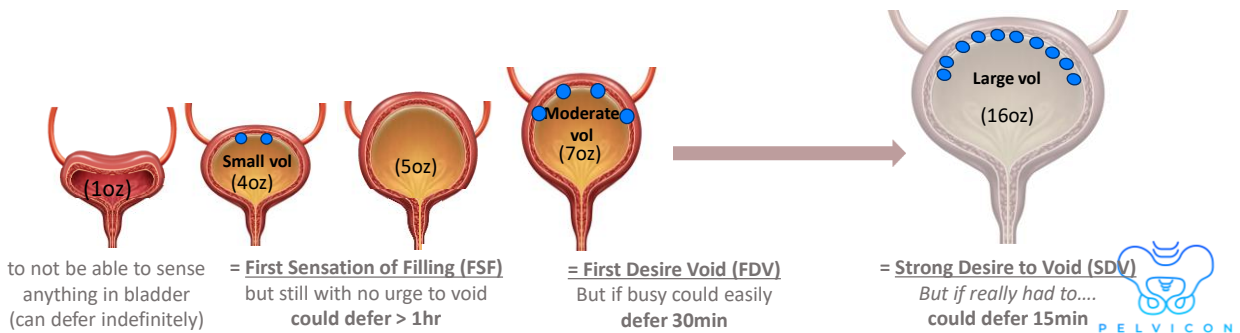 (1oz)
Small vol
(4oz)
(5oz)
Moderate
vol
(7oz)
Large vol
(16oz)
to not be able to sense
anything in bladder
(can defer indefinitely)
= First Sensation of Filling (FSF)
but still with no urge to void
could defer > 1hr
= First Desire Void (FDV)
But if busy could easily
defer 30min
= Strong Desire to Void (SDV)
But if really had to....
could defer 15min
PELVICON